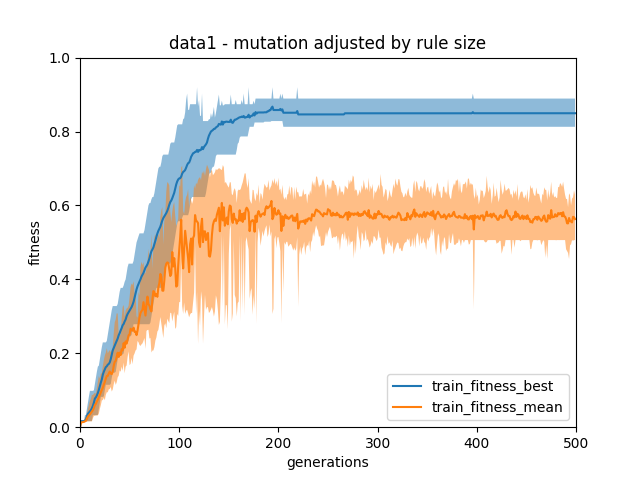 data1 - mutation adjusted by rule size
fitness
1.0
0.8
0.6
0.4
0.2
0.0
0 100 200 300 400 500
generations
train_fitness_best
train_fitness_mean